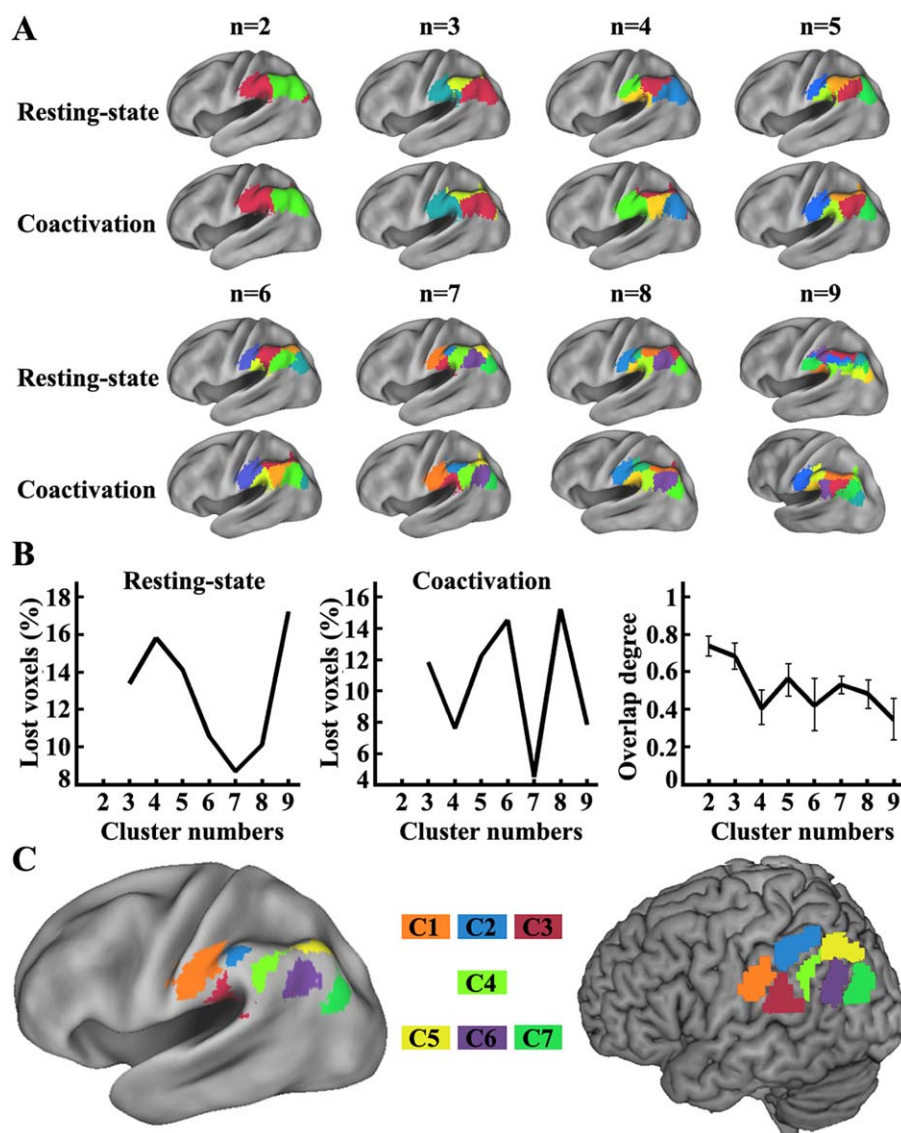 A
n=2 n=3 n=4 n=5
Resting-state
Coactivation
n=6 n=7 n=8 n=9
Resting-state
Coactivation
B
Resting-state Coactivation
Lost voxels (%)
18
16
14
12
10
8
2 3 4 5 6 7 8 9
Cluster numbers
Lost voxels (%)
16
14
12
10
8
6
4
2 3 4 5 6 7 8 9
Cluster numbers
Overlap degree
1
0.8
0.6
0.4
0.2
0
2 3 4 5 6 7 8 9
Cluster numbers
C
C1 C2 C3
C4
C5 C6 C7